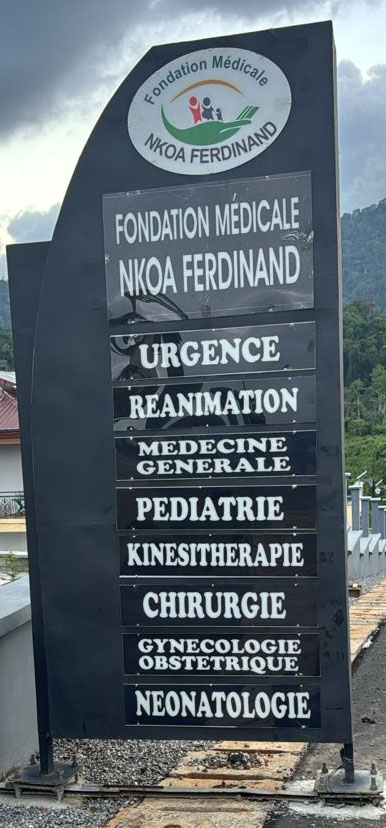 Fondation Médicale
NKOA FERDINAND
FONDATION MÉDICALE
NKOA FERDINAND
URGENCE
REANIMATION
MEDECINE
GENERALE
PEDIATRIE
KINESITHERAPIE
CHIRURGIE
GYNECOLOGIE
OBSTETRIQUE
NEONATOLOGIE